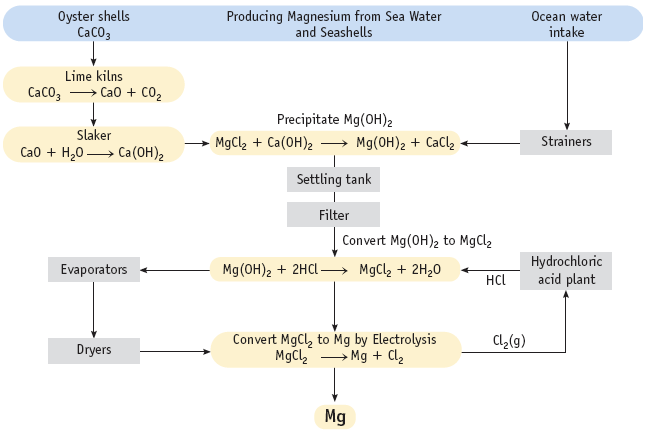 Oyster shells
CaCO₃
Producing Magnesium from Sea Water
and Seashells
Ocean water
intake
Lime kilns
CaCO₃ ⟶ CaO + CO₂
Slaker
CaO + H₂O ⟶ Ca(OH)₂
Precipitate Mg(OH)₂
MgCl₂ + Ca(OH)₂ ⟶ Mg(OH)₂ + CaCl₂
Strainers
Settling tank
Filter
Convert Mg(OH)₂ to MgCl₂
Evaporators
Mg(OH)₂ + 2HCl ⟶ MgCl₂ + 2H₂O
HCl
Hydrochloric
acid plant
Dryers
Convert MgCl₂ to Mg by Electrolysis
MgCl₂ ⟶ Mg + Cl₂
Cl₂(g)
Mg